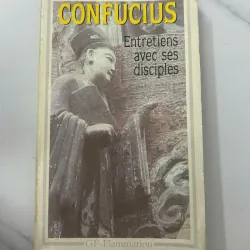 CONFUCIUS
Entretiens
avec ses
disciples
GF-Flammarion